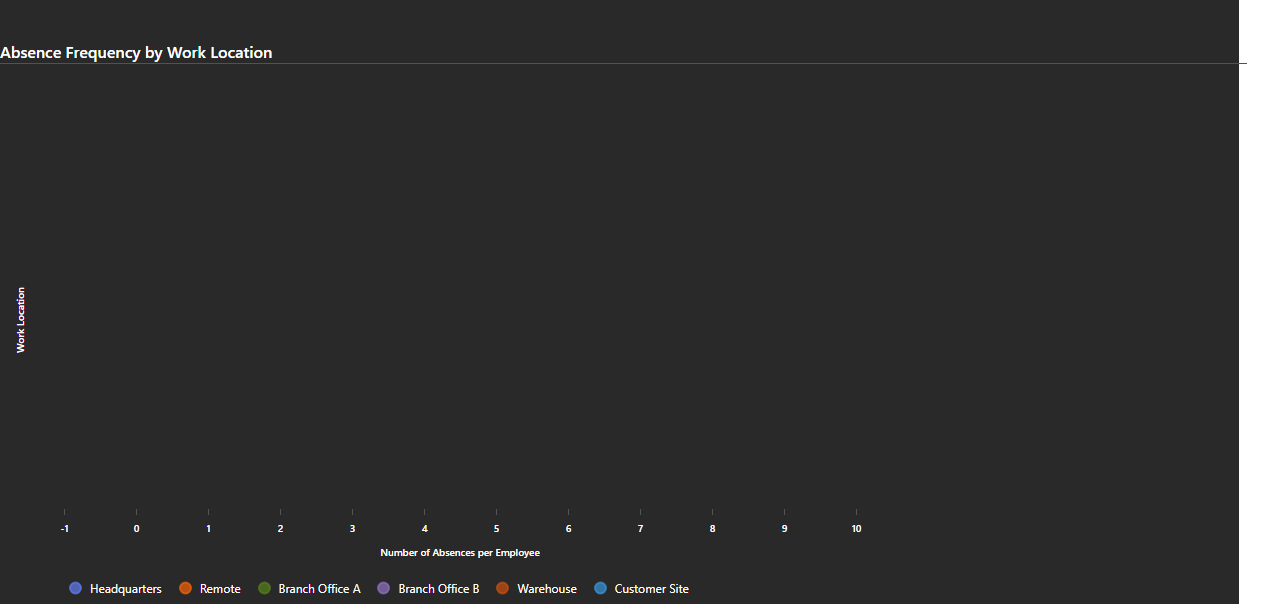 Absence Frequency by Work Location
Work Location
-1 0 1 2 3 4 5 6 7 8 9 10
Number of Absences per Employee
Headquarters Remote Branch Office A Branch Office B Warehouse Customer Site